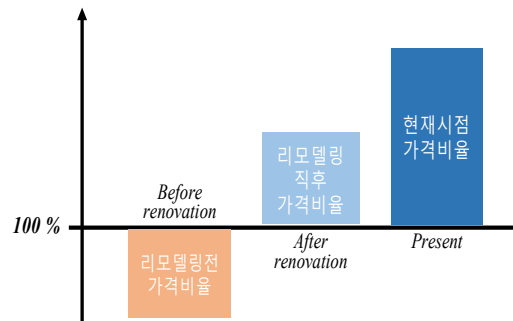 현재시점
가격비율
리모델링
직후
가격비율
Before
renovation
100 %
After
renovation
Present
리모델링전
가격비율